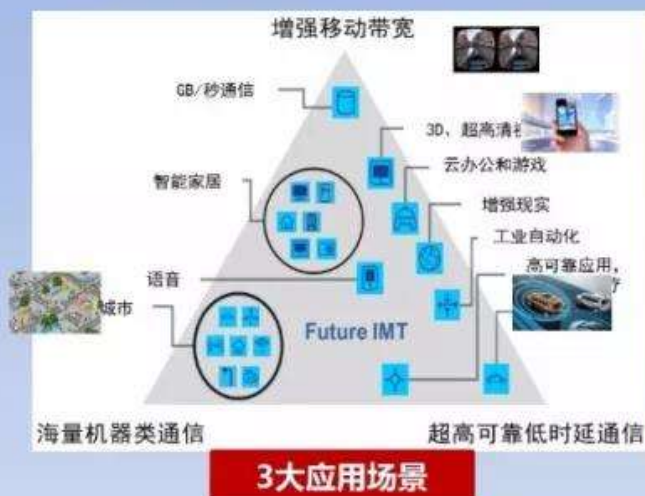 增强移动带宽
GB/秒通信
3D、超高清
云办公和游戏
智能家居
增强现实
工业自动化
高可靠应用,
语音
城市
Future IMT
海量机器类通信
超高可靠低时延通信
3大应用场景